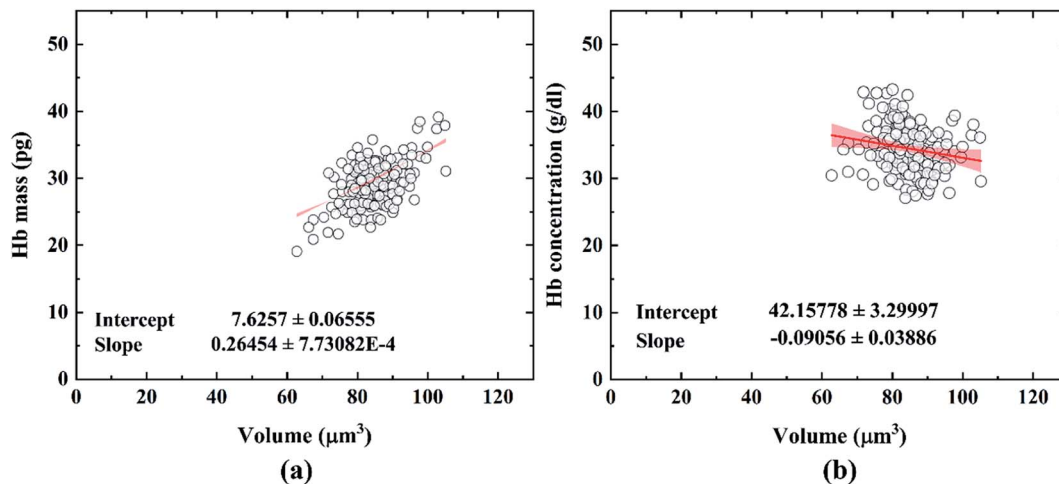 50
40
30
20
10
0
Hb mass (pg)
Intercept 7.6257 ± 0.06555
Slope 0.26454 ± 7.73082E-4
0 20 40 60 80 100 120
Volume (μm³)
(a)
50
40
30
20
10
0
Hb concentration (g/dl)
Intercept 42.15778 ± 3.29997
Slope -0.09056 ± 0.03886
0 20 40 60 80 100 120
Volume (μm³)
(b)